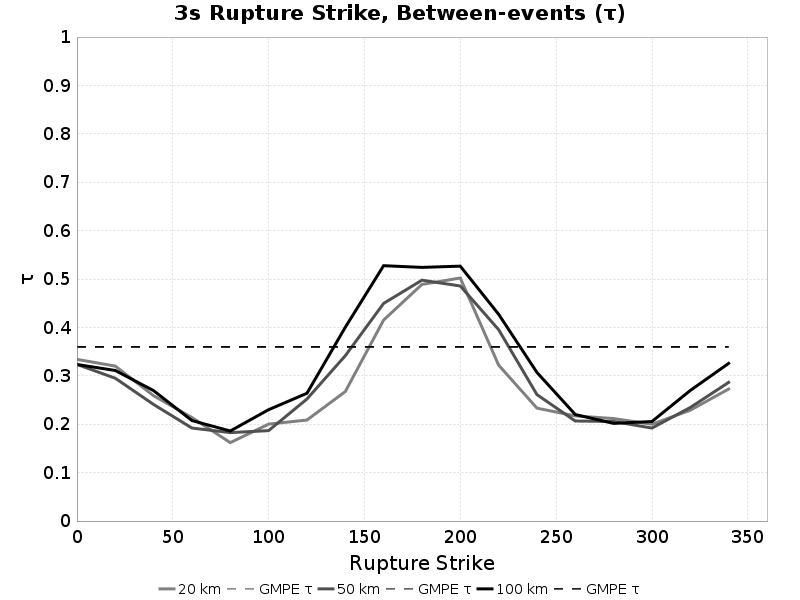 3s Rupture Strike, Between-events (τ)
1
0.9
0.8
0.7
0.6
0.5
0.4
0.3
0.2
0.1
0
τ
0 50 100 150 200 250 300 350
Rupture Strike
20 km GMPE τ 50 km GMPE τ 100 km GMPE τ